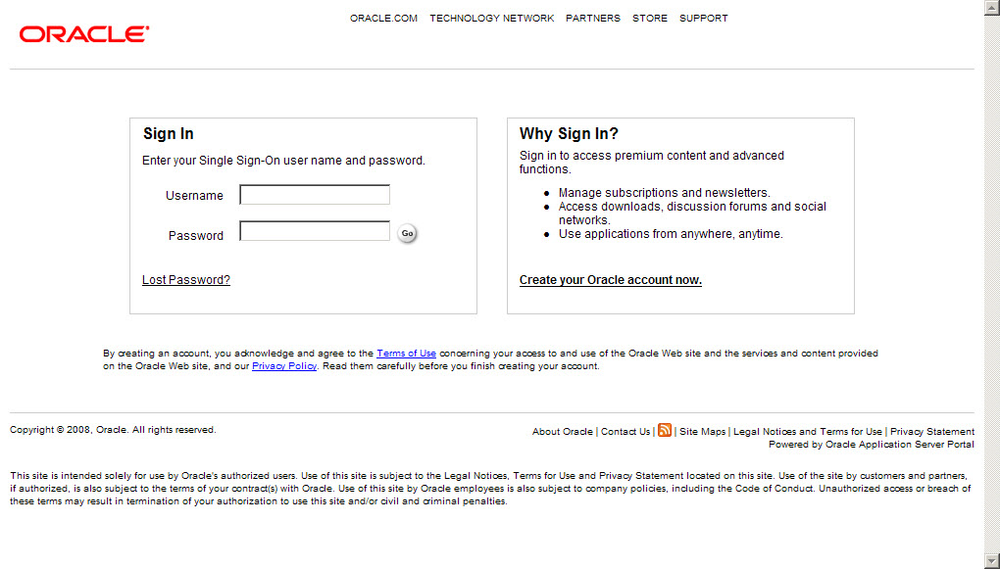 ORACLE
ORACLE.COM TECHNOLOGY NETWORK PARTNERS STORE SUPPORT
Sign In
Enter your Single Sign-On user name and password.
Username
Password
Go
Lost Password?
Why Sign In?
Sign in to access premium content and advanced
functions.
• Manage subscriptions and newsletters.
• Access downloads, discussion forums and social
networks.
• Use applications from anywhere, anytime.
Create your Oracle account now.
By creating an account, you acknowledge and agree to the Terms of Use concerning your access to and use of the Oracle Web site and the services and content provided
on the Oracle Web site, and our Privacy Policy. Read them carefully before you finish creating your account.
Copyright © 2008, Oracle. All rights reserved.
About Oracle | Contact Us | | Site Maps | Legal Notices and Terms for Use | Privacy Statement
Powered by Oracle Application Server Portal
This site is intended solely for use by Oracle's authorized users. Use of this site is subject to the Legal Notices, Terms for Use and Privacy Statement located on this site. Use of the site by customers and partners,
if authorized, is also subject to the terms of your contract(s) with Oracle. Use of this site by Oracle employees is also subject to company policies, including the Code of Conduct. Unauthorized access or breach of
these terms may result in termination of your authorization to use this site and/or civil and criminal penalties.